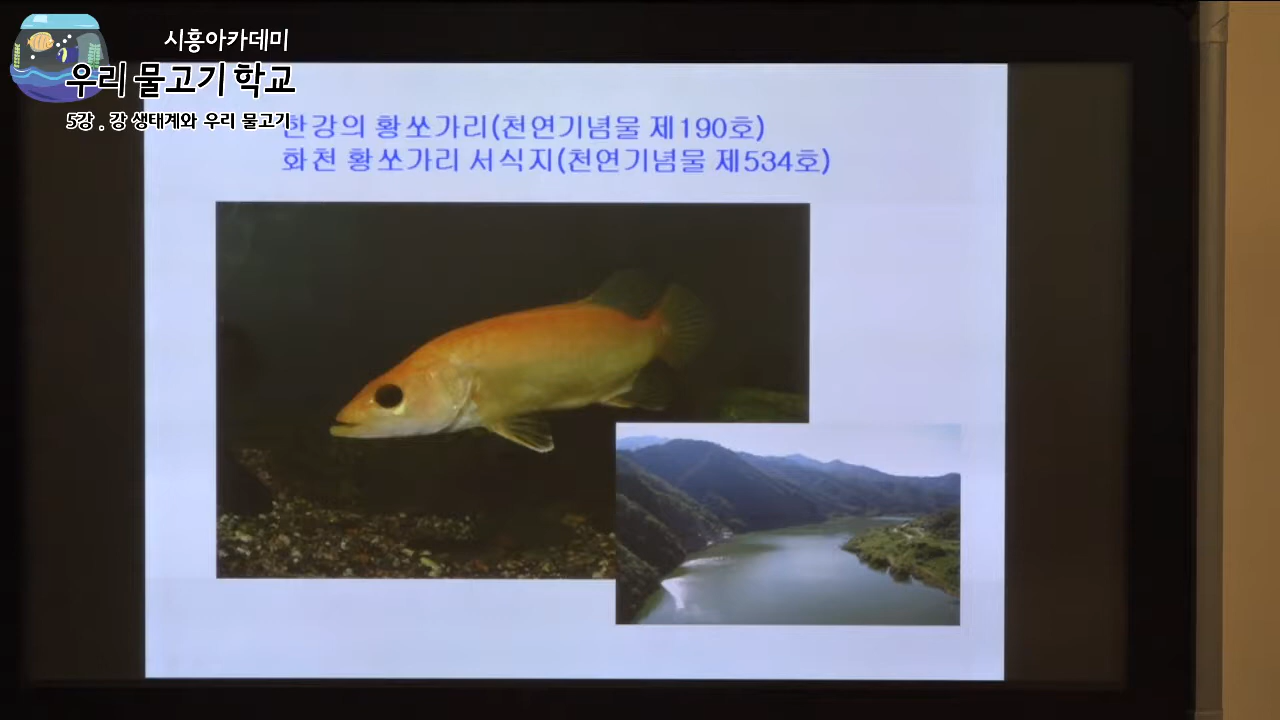 시흥아카데미
우리 물고기 학교
5강 . 강 생태계와 우리 물고기
한강의 황쏘가리(천연기념물 제190호)
화천 황쏘가리 서식지(천연기념물 제534호)